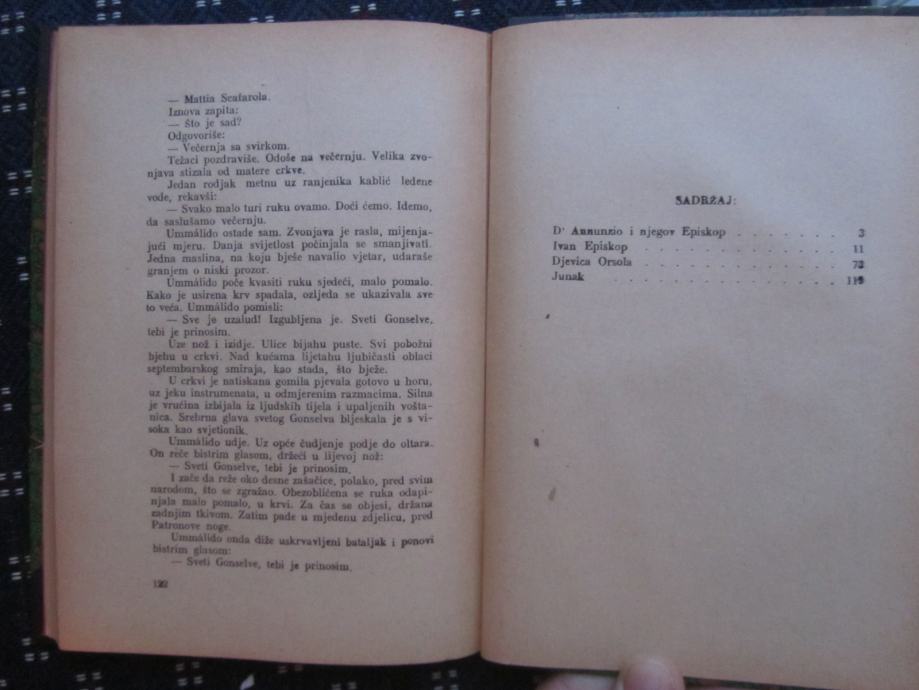 — Mattia Scafarola.
Iznova zapita:
— Što je sad?
Odgovoriše:
— Večernja sa svirkom.
Težaci pozdraviše. Odoše na večernju. Velika zvo-
njava stizala od matere crkve.
Jedan rodjak metnu uz ranjenika kablić ledene
vode, rekavši:
— Svako malo turi ruku ovamo. Doći ćemo. Idemo,
da saslušamo večernju.
Ummálido ostade sam. Zvonjava je rasla, mijenja-
jući mjeru. Danja svijetlost počinjala se smanjivati.
Jedna maslina, na koju bješe navalio vjetar, udaraše
granjem o niski prozor.
Ummálido poče kvasiti ruku sjedeći, malo pomalo.
Kako je usirena krv spadala, ozljeda se ukazivala sve
to veća. Ummálido pomisli:
— Sve je uzalud! Izgubljena je. Sveti Gonselve,
tebi je prinosim.
Uze nož i izidje. Ulice bijahu puste. Svi pobožni
bjehu u crkvi. Nad kućama lijetahu ljubičasti oblaci
septembarskog smiraja, kao stada, što bježe.
U crkvi je natiskana gomila pjevala gotovo u horu,
uz jeku instrumenata, u odmjerenim razmacima. Silna
je vrućina izbijala iz ljudskih tijela i upaljenih vošta-
nica. Srebrna glava svetog Gonselva bljeskala je s vi-
soka kao svjetionik.
Ummálido udje. Uz opće čudjenje podje do oltara.
On reče bistrim glasom, držeći u lijevoj nož:
— Sveti Gonselve, tebi je prinosim.
I zače da reže oko desne zašačice, polako, pred svim
narodom, što se zgražao. Obezobličena se ruka odapi-
njala malo pomalo, u krvi. Za čas se objesi, držana
zadnjim tkivom. Zatim pade u mjedenu zdjelicu, pred
Patronove noge.
Ummálido onda diže uskrvavljeni bataljak i ponovi
bistrim glasom:
— Sveti Gonselve, tebi je prinosim.
122
SADRŽAJ:
D' Annunzio i njegov Episkop . . . . . . . 3
Ivan Episkop . . . . . . . . . . . . . 11
Djevica Orsola . . . . . . . . . . . . 73
Junak . . . . . . . . . . . . .